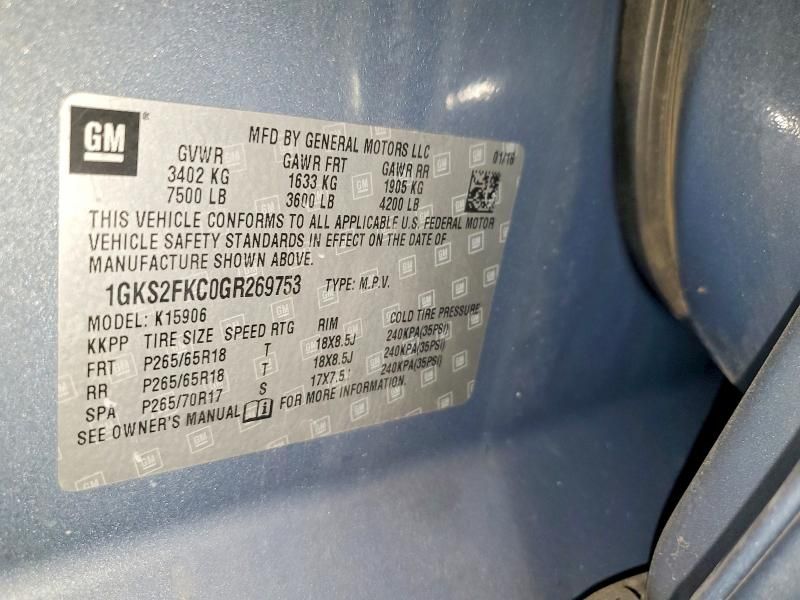 GM ®
MFD BY GENERAL MOTORS LLC
01/16
GVWR GAWR FRT GAWR RR
3402 KG 1633 KG 1905 KG
7500 LB 3600 LB 4200 LB
THIS VEHICLE CONFORMS TO ALL APPLICABLE U.S. FEDERAL MOTOR
VEHICLE SAFETY STANDARDS IN EFFECT ON THE DATE OF
MANUFACTURE SHOWN ABOVE.
1GKS2FKC0GR269753 TYPE: M.P.V.
MODEL: K15906
KKPP TIRE SIZE SPEED RTG RIM COLD TIRE PRESSURE
FRT P265/65R18 T 18X8.5J 240KPA(35PSI)
RR P265/65R18 T 18X8.5J 240KPA(35PSI)
SPA P265/70R17 S 17X7.5J 240KPA(35PSI)
SEE OWNER'S MANUAL FOR MORE INFORMATION.